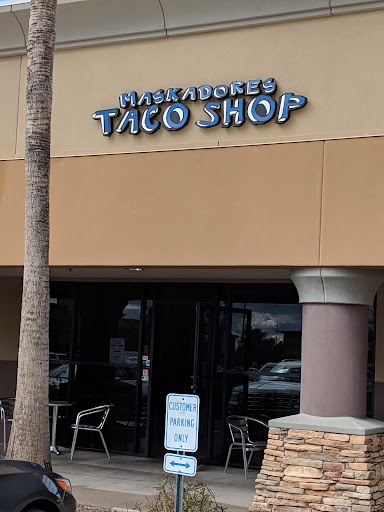 MASKADORES
TACO SHOP
CUSTOMER
PARKING
ONLY